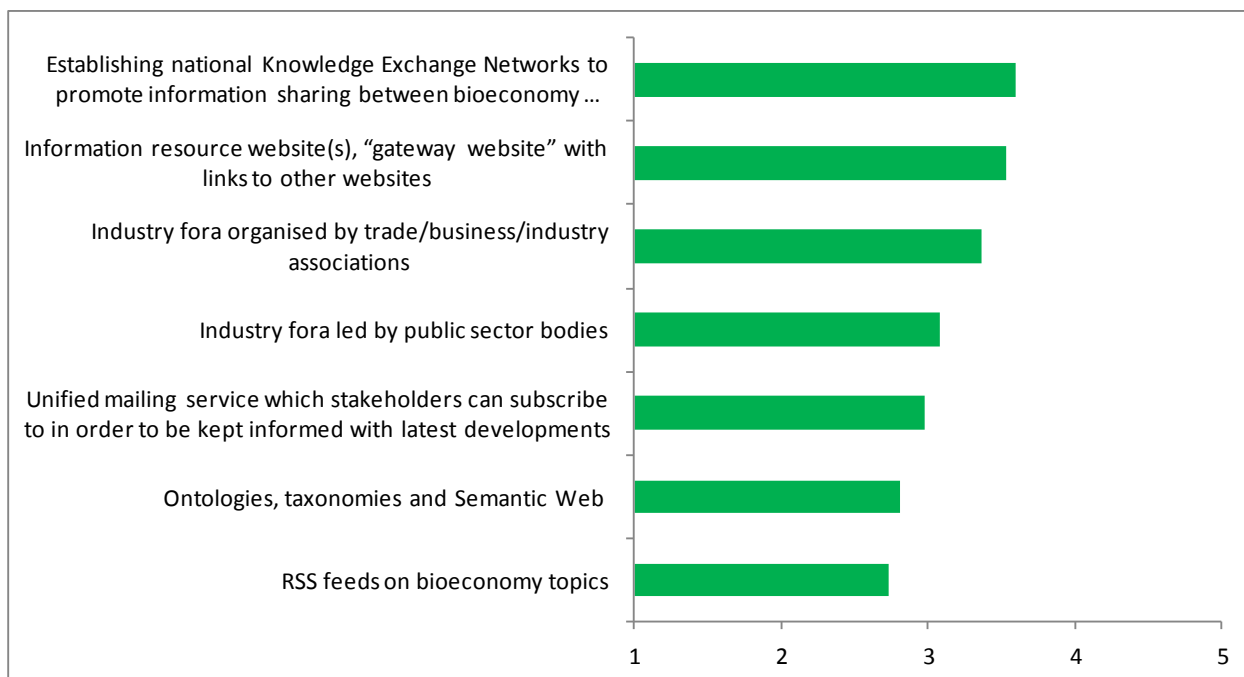 Establishing national Knowledge Exchange Networks to
promote information sharing between bioeconomy ...
Information resource website(s), “gateway website” with
links to other websites
Industry fora organised by trade/business/industry
associations
Industry fora led by public sector bodies
Unified mailing service which stakeholders can subscribe
to in order to be kept informed with latest developments
Ontologies, taxonomies and Semantic Web
RSS feeds on bioeconomy topics
1 2 3 4 5